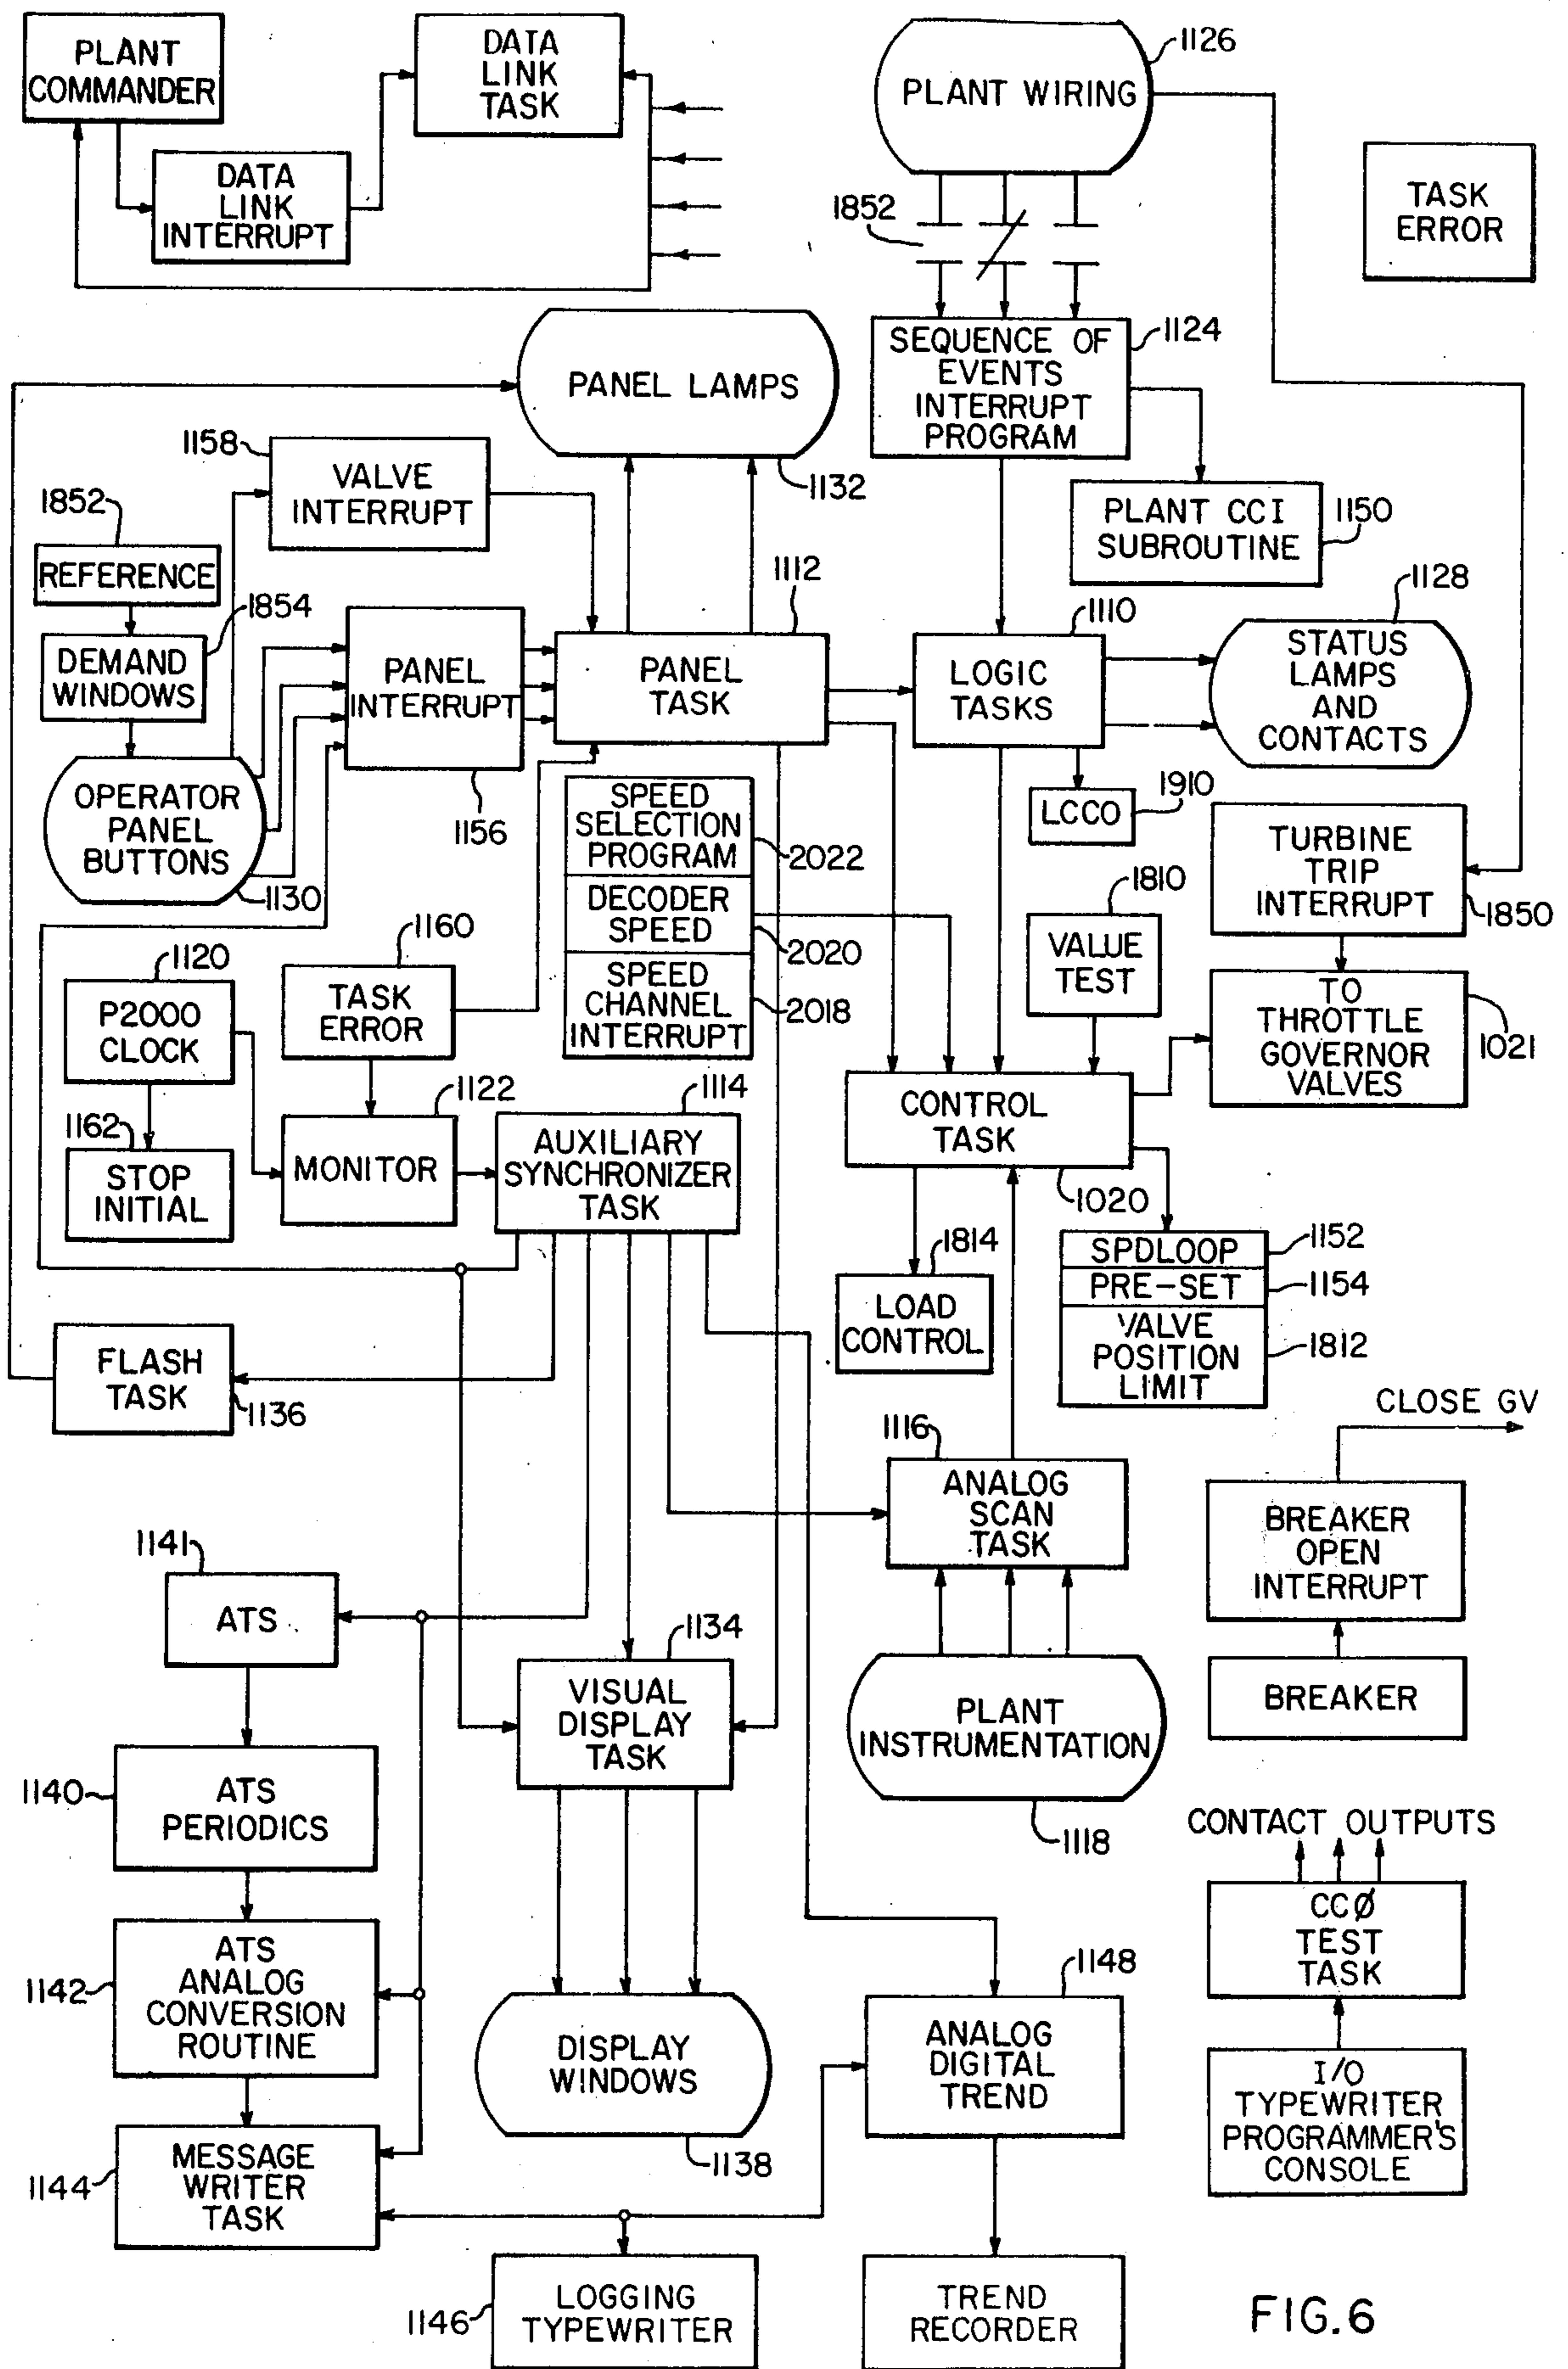 PLANT
COMMANDER
DATA
LINK
TASK
DATA
LINK
INTERRUPT
PLANT WIRING
1126
TASK
ERROR
1852
SEQUENCE OF
EVENTS
INTERRUPT
PROGRAM
1124
PANEL LAMPS
1132
1158
VALVE
INTERRUPT
PLANT CCI
SUBROUTINE
1150
1852
REFERENCE
1854
DEMAND
WINDOWS
PANEL
INTERRUPT
1156
1112
PANEL
TASK
1110
LOGIC
TASKS
1128
STATUS
LAMPS
AND
CONTACTS
OPERATOR
PANEL
BUTTONS
1130
SPEED
SELECTION
PROGRAM
2022
DECODER
SPEED
2020
SPEED
CHANNEL
INTERRUPT
2018
LCCO
1910
TURBINE
TRIP
INTERRUPT
1850
1810
VALUE
TEST
1120
P2000
CLOCK
1160
TASK
ERROR
TO
THROTTLE
GOVERNOR
VALVES
1021
1162
STOP
INITIAL
1122
MONITOR
1114
AUXILIARY
SYNCHRONIZER
TASK
CONTROL
TASK
1020
1814
LOAD
CONTROL
SPDLOOP
1152
PRE-SET
1154
VALVE
POSITION
LIMIT
1812
FLASH
TASK
1136
CLOSE GV
1116
ANALOG
SCAN
TASK
BREAKER
OPEN
INTERRUPT
BREAKER
1141
ATS
1134
VISUAL
DISPLAY
TASK
PLANT
INSTRUMENTATION
1118
1140
ATS
PERIODICS
CONTACT OUTPUTS
CCØ
TEST
TASK
1142
ATS
ANALOG
CONVERSION
ROUTINE
DISPLAY
WINDOWS
1138
1148
ANALOG
DIGITAL
TREND
I/O
TYPEWRITER
PROGRAMMER'S
CONSOLE
1144
MESSAGE
WRITER
TASK
1146
LOGGING
TYPEWRITER
TREND
RECORDER
FIG.6